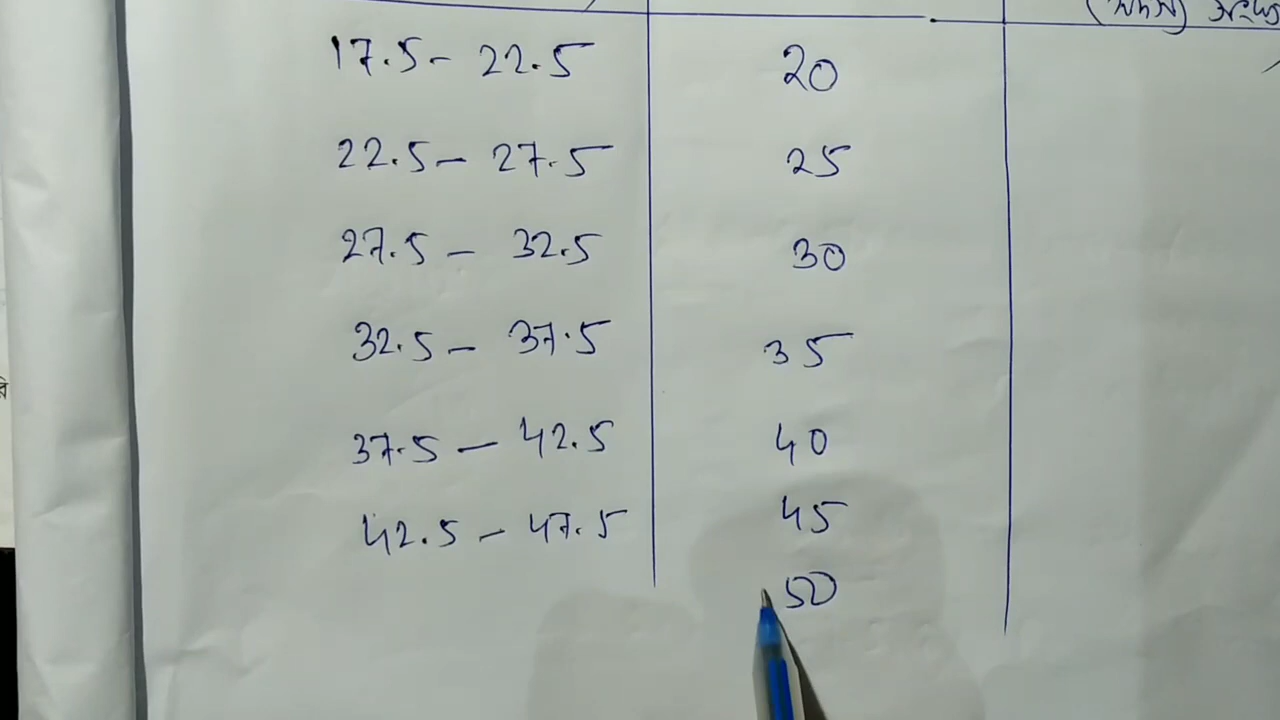 17.5 - 22.5 20
22.5 - 27.5 25
27.5 - 32.5 30
32.5 - 37.5 35
37.5 - 42.5 40
42.5 - 47.5 45
50